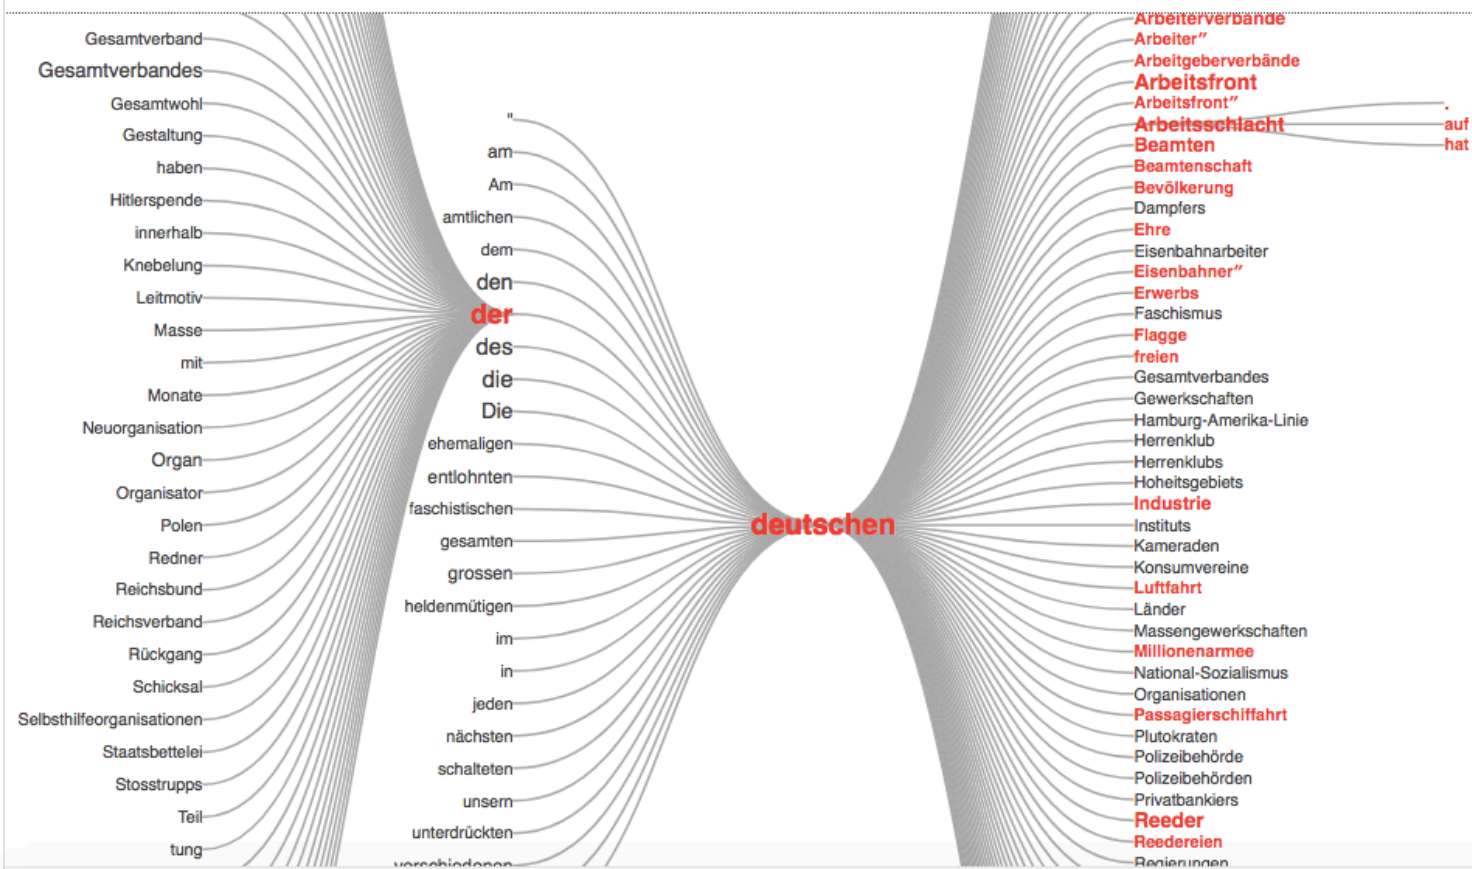 Gesamtverband
Gesamtverbandes
Gesamtwohl
Gestaltung
haben
Hitlerspende
innerhalb
Knebelung
Leitmotiv
Masse
mit
Monate
Neuorganisation
Organ
Organisator
Polen
Redner
Reichsbund
Reichsverband
Rückgang
Schicksal
Selbsthilfeorganisationen
Staatsbettelei
Stosstrupps
Teil
tung
"
am
Am
amtlichen
dem
den
der
des
die
Die
ehemaligen
entlohnten
faschistischen
gesamten
grossen
heldenmütigen
im
in
jeden
nächsten
schalteten
unsern
unterdrückten
verschiedenen
deutschen
Arbeiterverbände
Arbeiter”
Arbeitgeberverbände
Arbeitsfront
Arbeitsfront”
Arbeitsschlacht
Beamten
Beamtenschaft
Bevölkerung
Dampfers
Ehre
Eisenbahnarbeiter
Eisenbahner”
Erwerbs
Faschismus
Flagge
freien
Gesamtverbandes
Gewerkschaften
Hamburg-Amerika-Linie
Herrenklub
Herrenklubs
Hoheitsgebiets
Industrie
Instituts
Kameraden
Konsumvereine
Luftfahrt
Länder
Massengewerkschaften
Millionenarmee
National-Sozialismus
Organisationen
Passagierschiffahrt
Plutokraten
Polizeibehörde
Polizeibehörden
Privatbankiers
Reeder
Reedereien
Regierungen
.
auf
hat